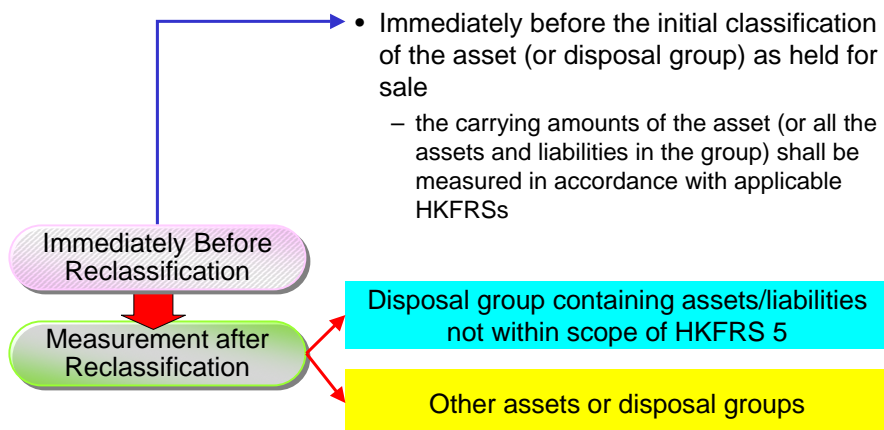 • Immediately before the initial classification
of the asset (or disposal group) as held for
sale
– the carrying amounts of the asset (or all the
assets and liabilities in the group) shall be
measured in accordance with applicable
HKFRSs
Immediately Before
Reclassification
Measurement after
Reclassification
Disposal group containing assets/liabilities
not within scope of HKFRS 5
Other assets or disposal groups